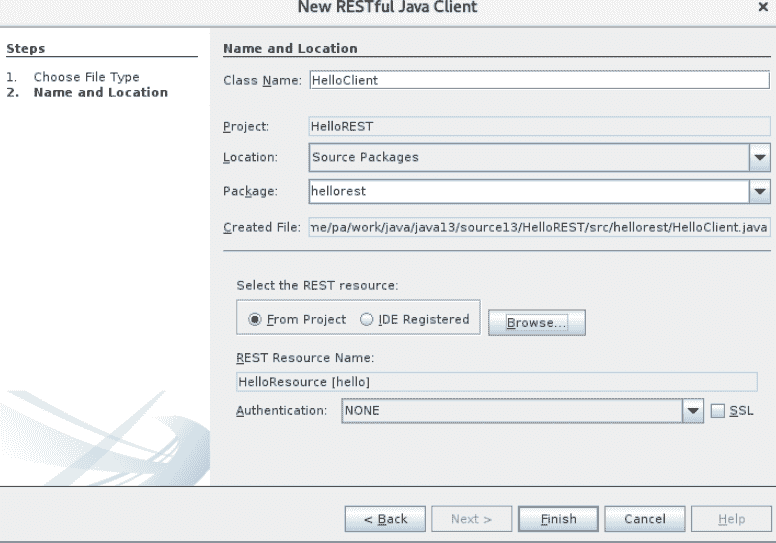 New RESTful Java Client
Steps
1. Choose File Type
2. Name and Location
Name and Location
Class Name: HelloClient
Project: HelloREST
Location: Source Packages
Package: hellorest
Created File: ne/pa/work/java/java13/source13/HelloREST/src/hellorest/HelloClient.java
Select the REST resource:
From Project IDE Registered Browse...
REST Resource Name:
HelloResource [hello]
Authentication: NONE SSL
< Back Next > Finish Cancel Help